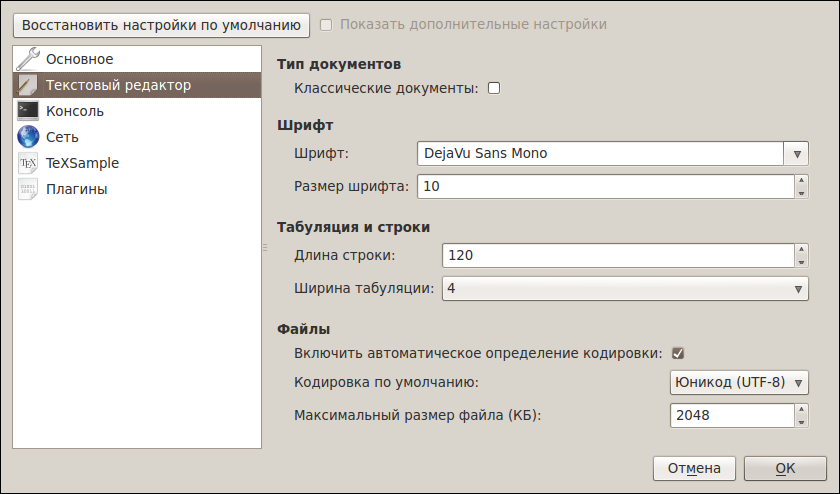 Восстановить настройки по умолчанию
Показать дополнительные настройки
Основное
Текстовый редактор
Консоль
Сеть
TeXSample
Плагины
Тип документов
Классические документы:
Шрифт
Шрифт: DejaVu Sans Mono
Размер шрифта: 10
Табуляция и строки
Длина строки: 120
Ширина табуляции: 4
Файлы
Включить автоматическое определение кодировки:
Кодировка по умолчанию: Юникод (UTF-8)
Максимальный размер файла (КБ): 2048
Отмена ОК